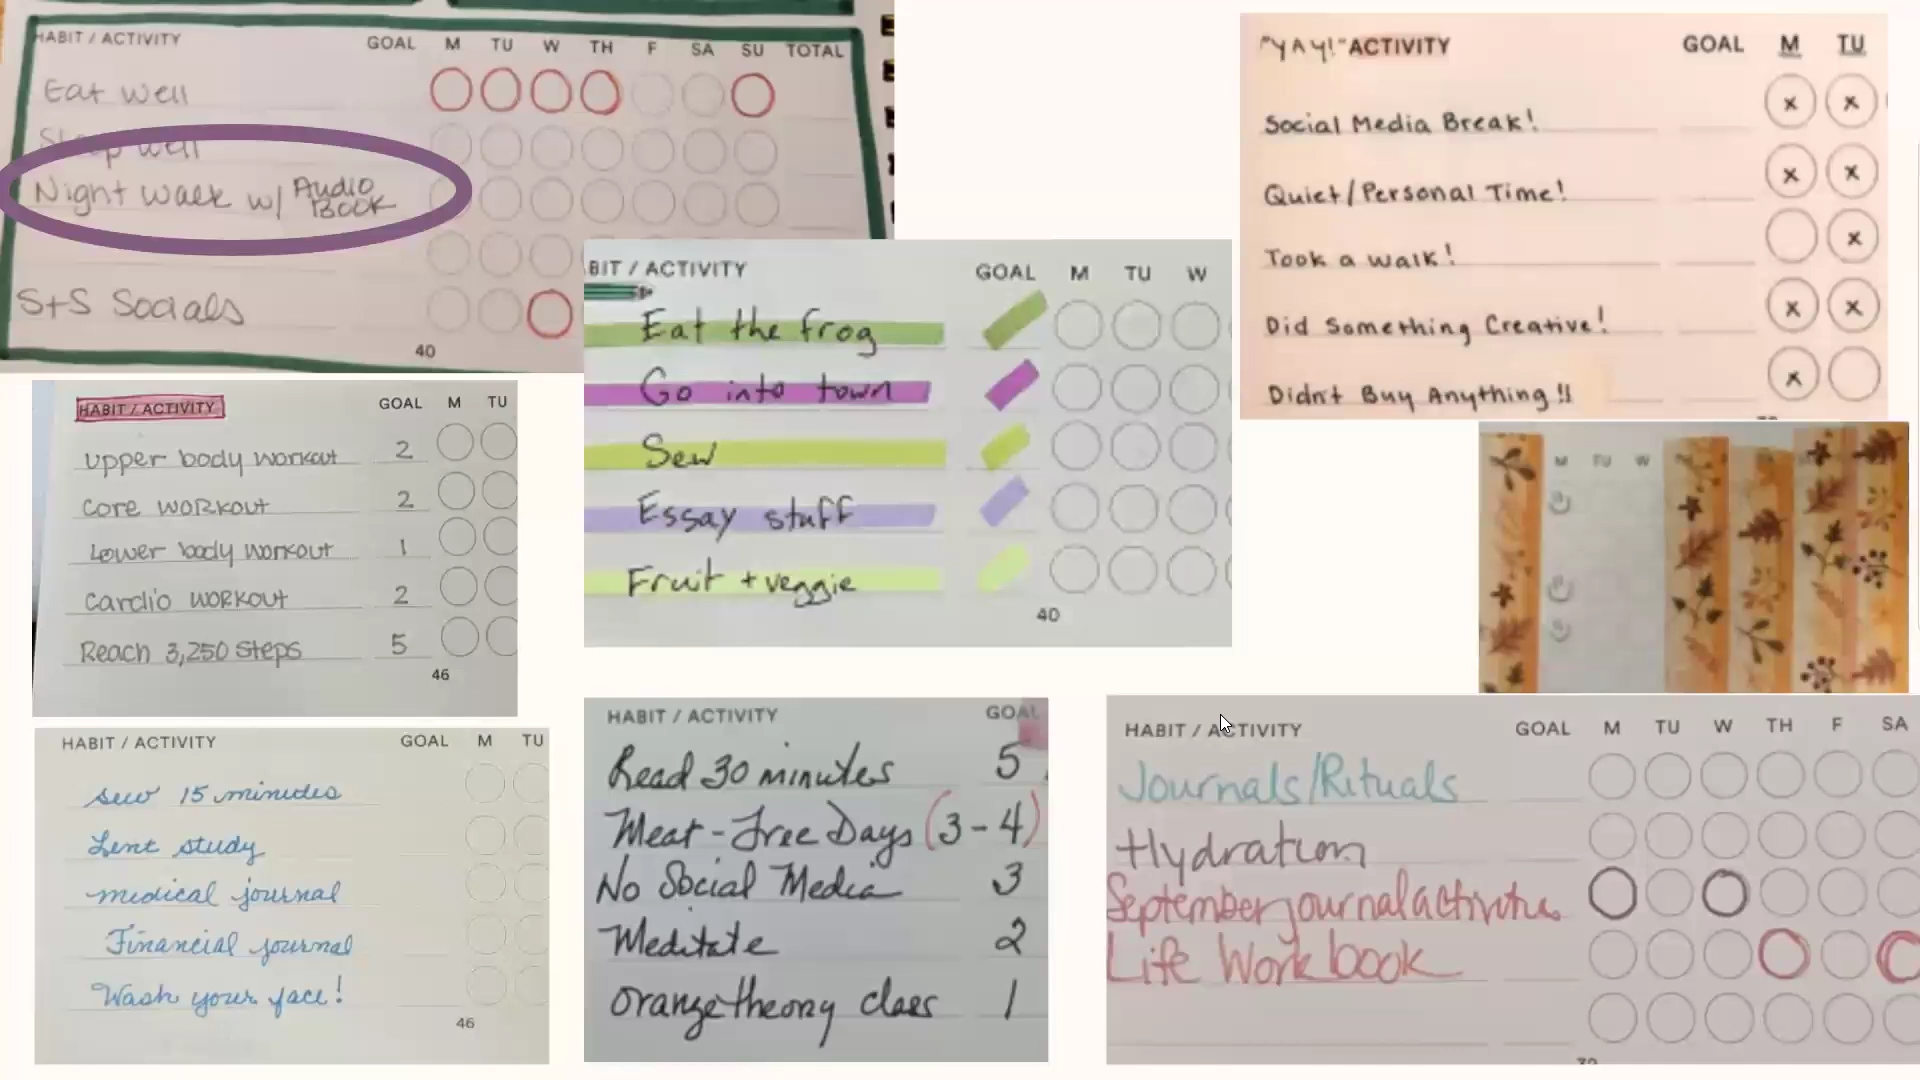 HABIT / ACTIVITY GOAL M TU W TH F SA SU TOTAL
Eat well
Sleep well
Night walk w/ Audio Book
S+S Socials
40
"YAY!" ACTIVITY GOAL M TU
Social Media Break! x x
Quiet/Personal Time! x x
Took a walk! x
Did Something Creative! x x
Didn't Buy Anything!! x
BIT / ACTIVITY GOAL M TU W
Eat the frog
Go into town
Sew
Essay stuff
Fruit + veggie
40
HABIT / ACTIVITY GOAL M TU
Upper body workout 2
Core workout 2
Lower body workout 1
Cardio workout 2
Reach 3,250 steps 5
46
M TU W
HABIT / ACTIVITY GOAL M TU
Sew 15 minutes
Lent study
medical journal
Financial journal
Wash your face!
46
HABIT / ACTIVITY GOAL
Read 30 minutes 5
Meat-Free Days (3-4)
No Social Media 3
Meditate 2
Orangetheory class 1
HABIT / ACTIVITY GOAL M TU W TH F SA
Journals/Rituals
Hydration
September journal activities
Life Workbook